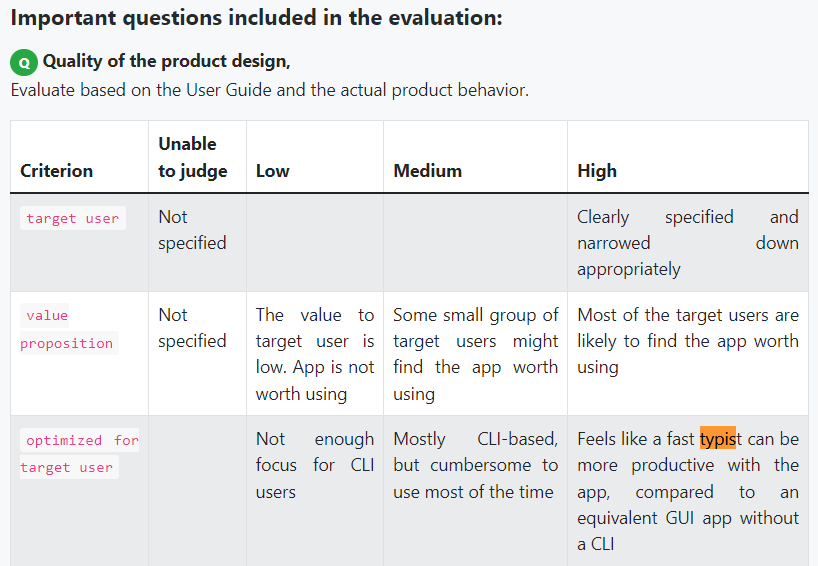 Important questions included in the evaluation:
Q Quality of the product design,
Evaluate based on the User Guide and the actual product behavior.
Criterion
Unable
to judge
Low
Medium
High
target user
Not
specified
Clearly specified and
narrowed down
appropriately
value
proposition
Not
specified
The value to
target user is
low. App is not
worth using
Some small group of
target users might
find the app worth
using
Most of the target users are
likely to find the app worth
using
optimized for
target user
Not enough
focus for CLI
users
Mostly CLI-based,
but cumbersome to
use most of the time
Feels like a fast typist can be
more productive with the
app, compared to an
equivalent GUI app without
a CLI